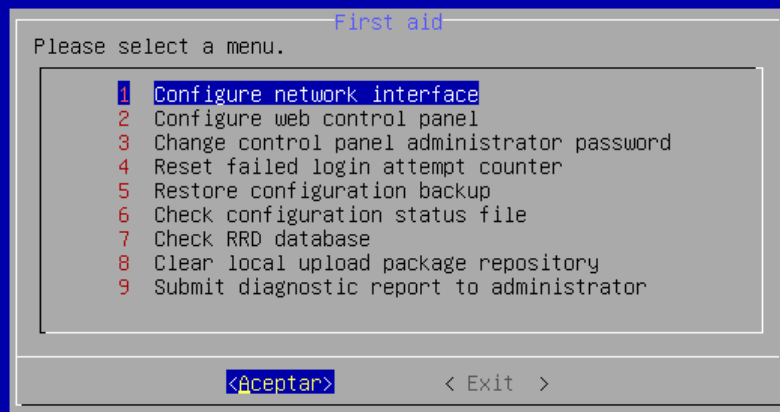 First aid
Please select a menu.
1 Configure network interface
2 Configure web control panel
3 Change control panel administrator password
4 Reset failed login attempt counter
5 Restore configuration backup
6 Check configuration status file
7 Check RRD database
8 Clear local upload package repository
9 Submit diagnostic report to administrator
<Aceptar> < Exit >